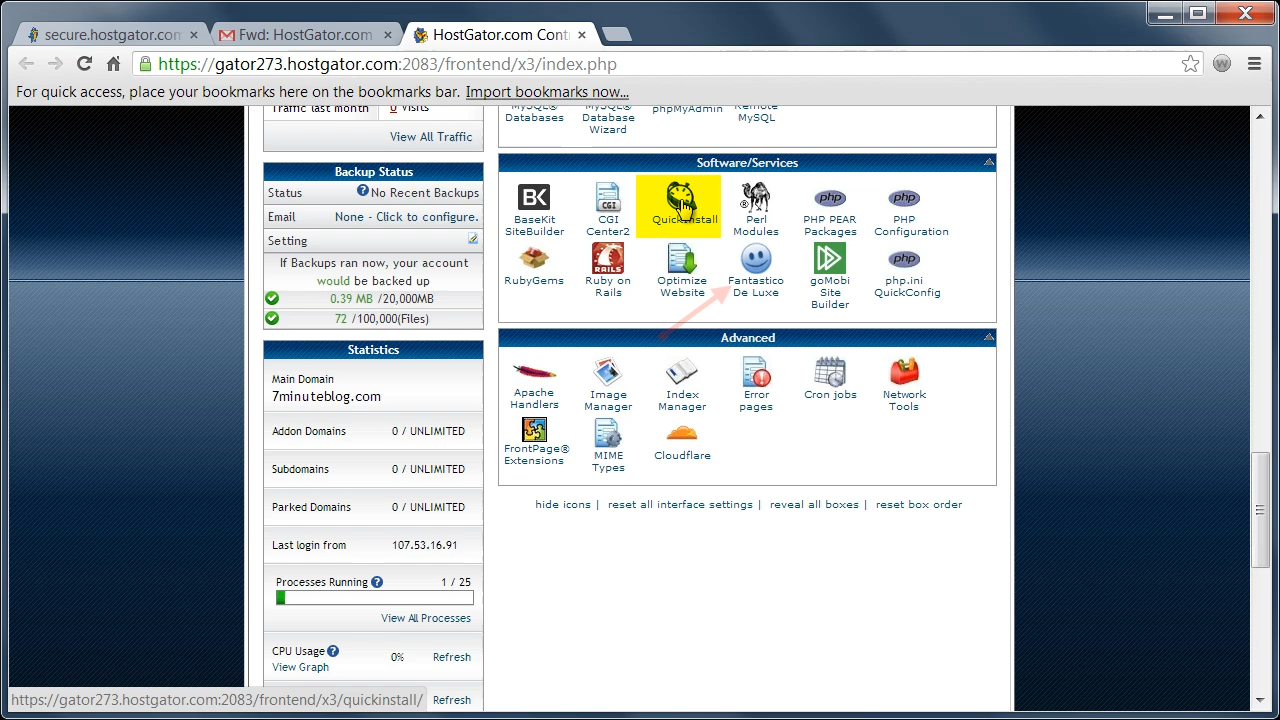 secure.hostgator.com
Fwd: HostGator.com
HostGator.com Cont
https://gator273.hostgator.com:2083/frontend/x3/index.php
For quick access, place your bookmarks here on the bookmarks bar. Import bookmarks now...
Traffic last month
0 Visits
View All Traffic
Backup Status
Status
No Recent Backups
Email
None - Click to configure.
Setting
If Backups ran now, your account
would be backed up
0.39 MB /20,000MB
72 /100,000(Files)
Statistics
Main Domain
7minuteblog.com
Addon Domains
0 / UNLIMITED
Subdomains
0 / UNLIMITED
Parked Domains
0 / UNLIMITED
Last login from
107.53.16.91
Processes Running
1 / 25
View All Processes
CPU Usage
View Graph
0%
Refresh
Refresh
MySQL®
Databases
MySQL®
Database
Wizard
phpMyAdmin
Remote
MySQL
Software/Services
BK
BaseKit
SiteBuilder
CGI
CGI
Center2
QuickInstall
®
Perl
Modules
php
PHP PEAR
Packages
php
PHP
Configuration
RubyGems
RAILS
Ruby on
Rails
Optimize
Website
Fantastico
De Luxe
goMobi
Site
Builder
php
php.ini
QuickConfig
Advanced
Apache
Handlers
Image
Manager
Index
Manager
Error
pages
Cron jobs
Network
Tools
FrontPage®
Extensions
MIME
Types
Cloudflare
hide icons | reset all interface settings | reveal all boxes | reset box order
https://gator273.hostgator.com:2083/frontend/x3/quickinstall/